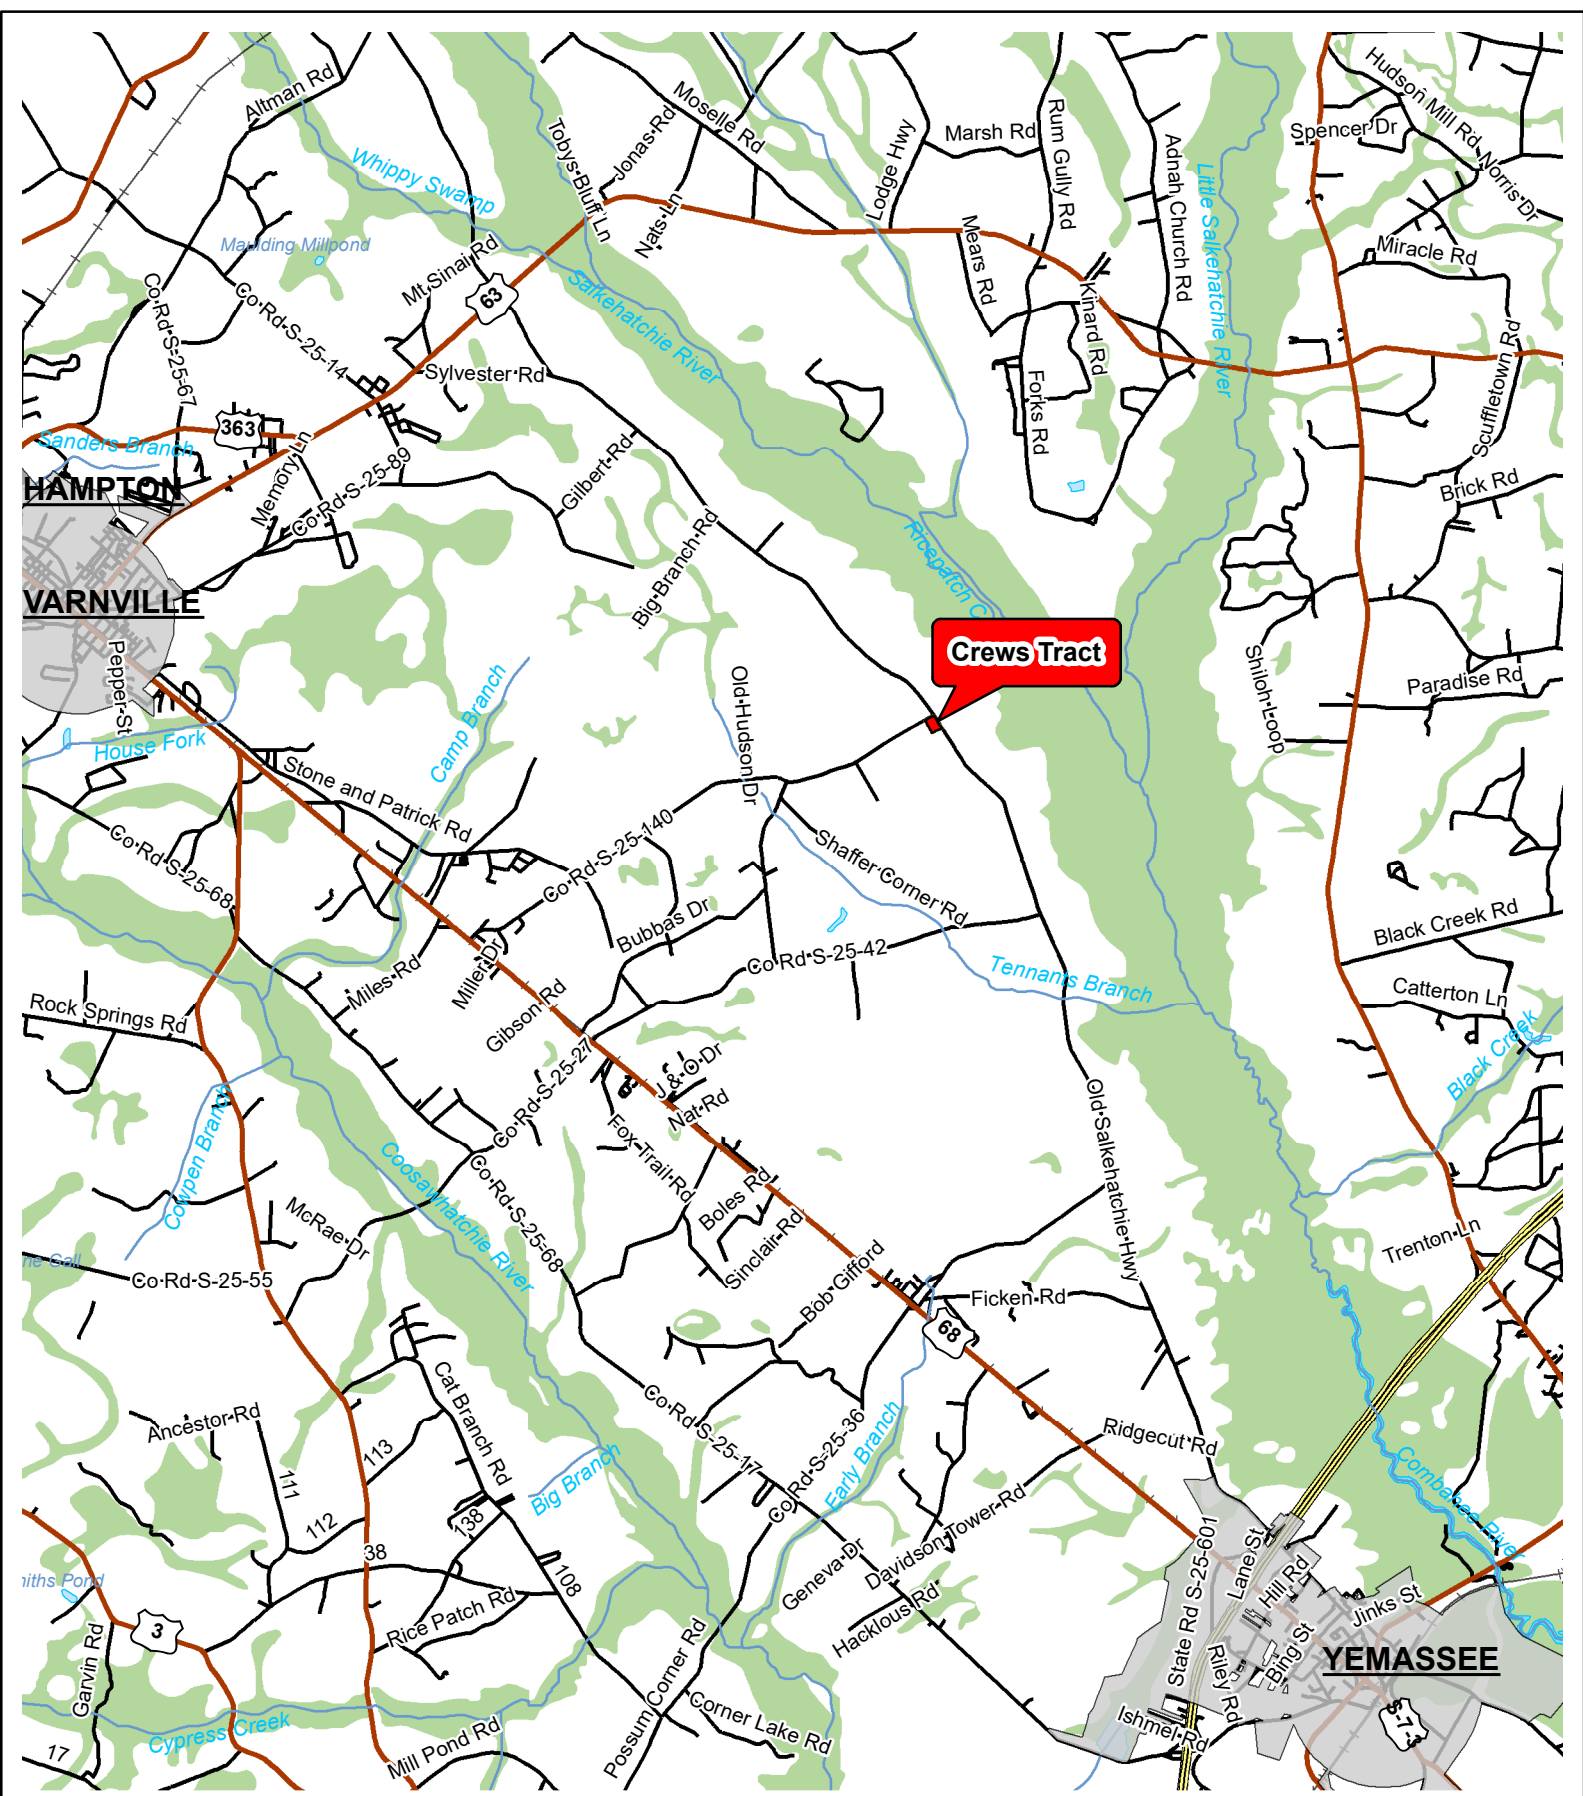 Altman Rd
Whippy Swamp
Maulding Millpond
Mt Sinai Rd
Tobys Bluff Ln
Jonas Rd
Nats Ln
Moselle Rd
Lodge Hwy
Marsh Rd
Rum Gully Rd
Adnah Church Rd
Mears Rd
Kinard Rd
Forks Rd
Little Salkehatchie River
Spencer Dr
Hudson Mill Rd
Norris Dr
Miracle Rd
Scuffletown Rd
Brick Rd
Co Rd S-25-67
Co Rd S-25-14
63
Salkehatchie River
Sylvester Rd
363
Sanders Branch
HAMPTON
Memory Ln
Co Rd S-25-89
Gilbert Rd
Big Branch Rd
Ricepatch C
VARNVILLE
Crews Tract
Pepper St
House Fork
Camp Branch
Old Hudson Dr
Shiloh Loop
Paradise Rd
Stone and Patrick Rd
Co Rd S-25-68
Co Rd S-25-140
Shaffer Corner Rd
Bubbas Dr
Co Rd S-25-42
Tennants Branch
Black Creek Rd
Catterton Ln
Black Creek
Rock Springs Rd
Miles Rd
Miller Dr
Gibson Rd
Co Rd S-25-27
J & O Dr
Nat Rd
Fox Trail Rd
Boles Rd
Sinclair Rd
Bob Gifford
Old Salkehatchie Hwy
Cowpen Branch
Coosawhatchie River
Co Rd S-25-68
McRae Dr
ne Gall
Co Rd S-25-55
Trenton Ln
Ficken Rd
68
Cat Branch Rd
Ancestor Rd
111
113
112
138
38
108
Big Branch
Co Rd S-25-17
Co Rd S-25-36
Early Branch
Ridgecut Rd
Davidson Tower Rd
Geneva Dr
Hacklous Rd
Combahee River
State Rd S-25-601
Lane St
Hill Rd
Bing St
Jinks St
Riley Rd
YEMASSEE
S-7-3
Ishmel Rd
niths Pond
3
Garvin Rd
Rice Patch Rd
Cypress Creek
17
Mill Pond Rd
Possum Corner Rd
Corner Lake Rd